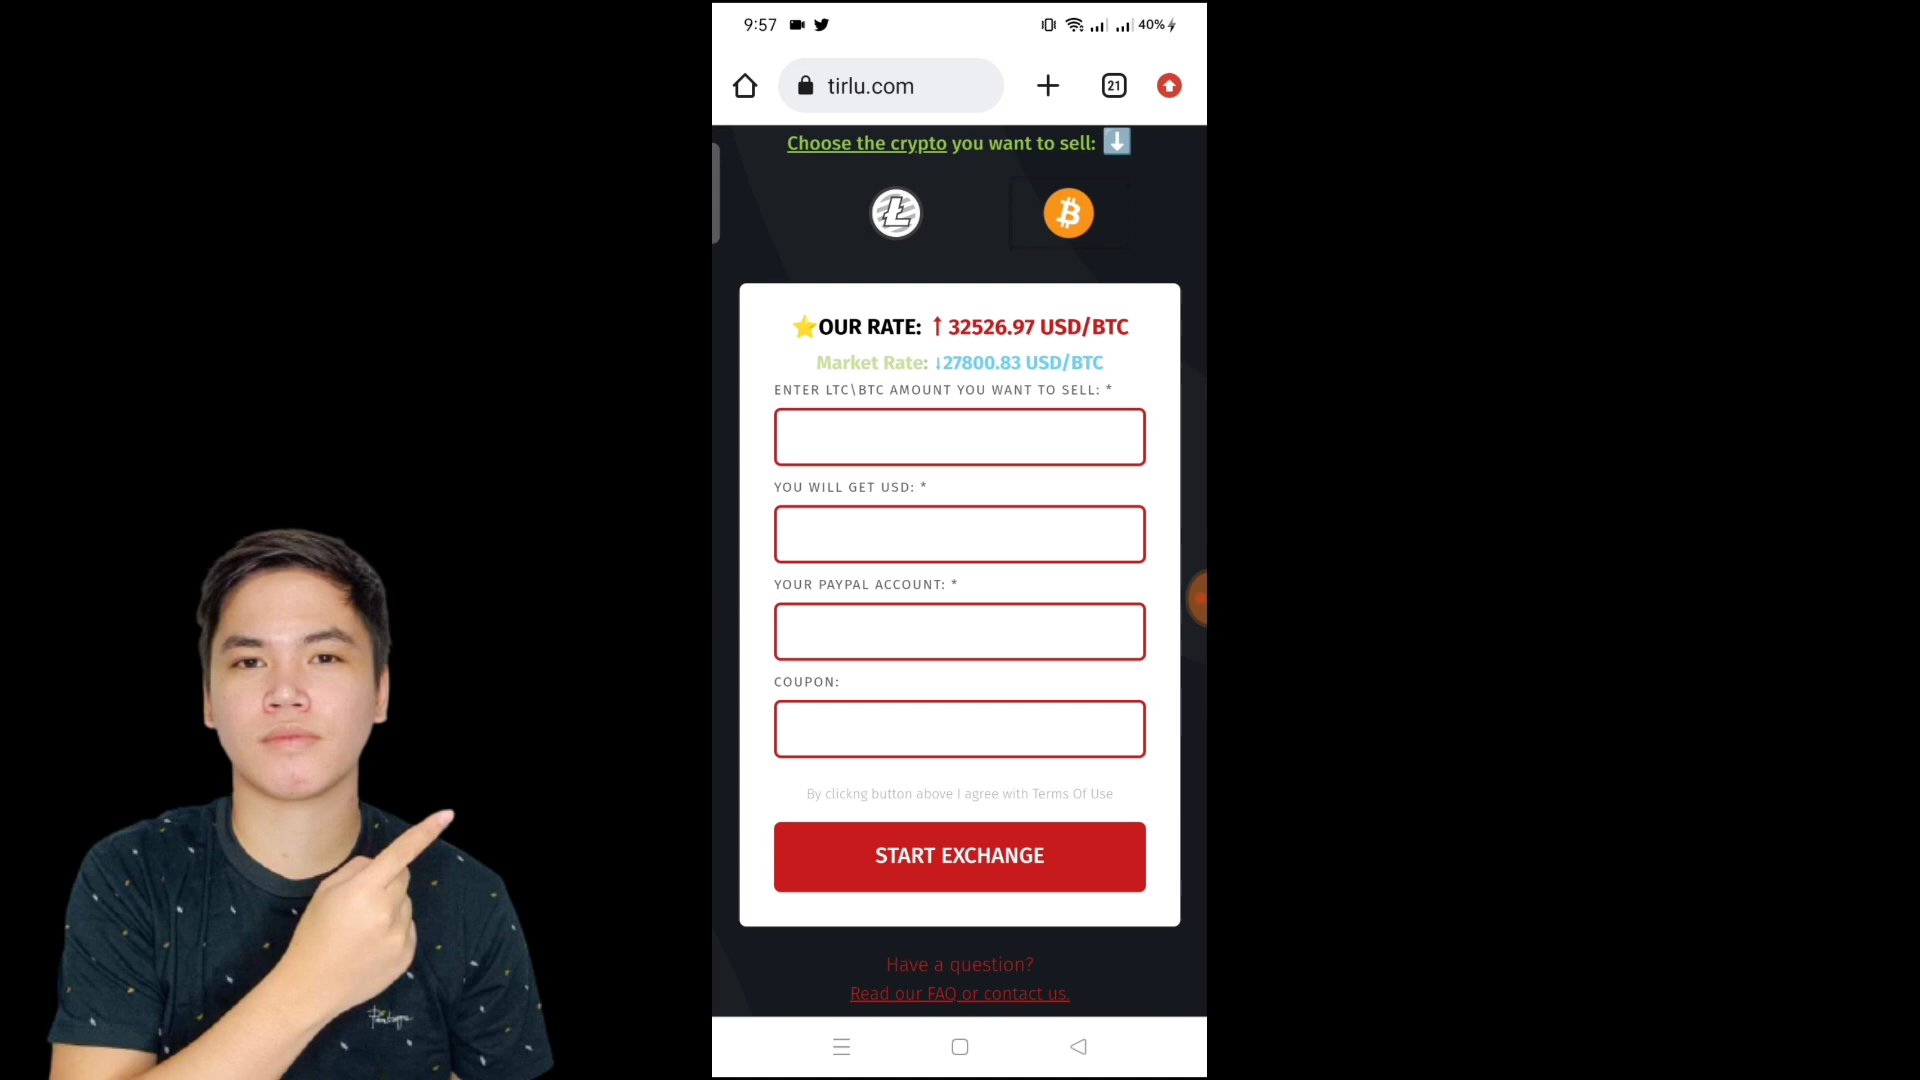 9:57
40%
tirlu.com
21
Choose the crypto you want to sell:
OUR RATE: ↑ 32526.97 USD/BTC
Market Rate: ↓27800.83 USD/BTC
ENTER LTC\BTC AMOUNT YOU WANT TO SELL: *
YOU WILL GET USD: *
YOUR PAYPAL ACCOUNT: *
COUPON:
By clickng button above I agree with Terms Of Use
START EXCHANGE
Have a question?
Read our FAQ or contact us.